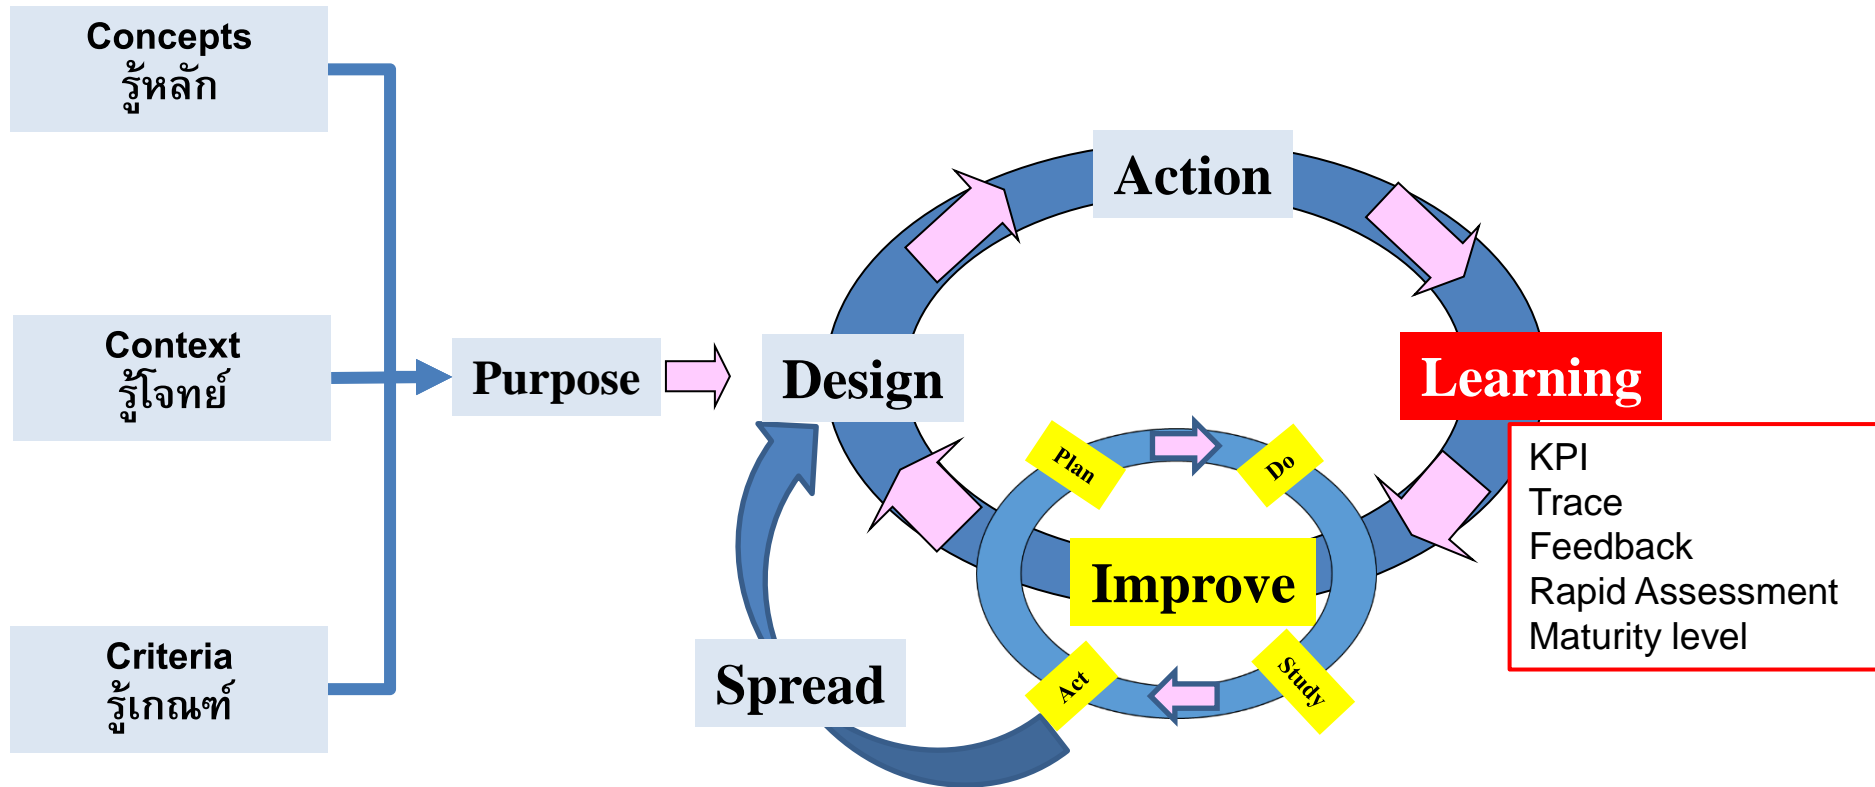 Concepts
รู้หลัก
Context
รู้โจทย์
Criteria
รู้เกณฑ์
Purpose
Design
Action
Learning
KPI
Trace
Feedback
Rapid Assessment
Maturity level
Improve
Plan
Do
Study
Act
Spread